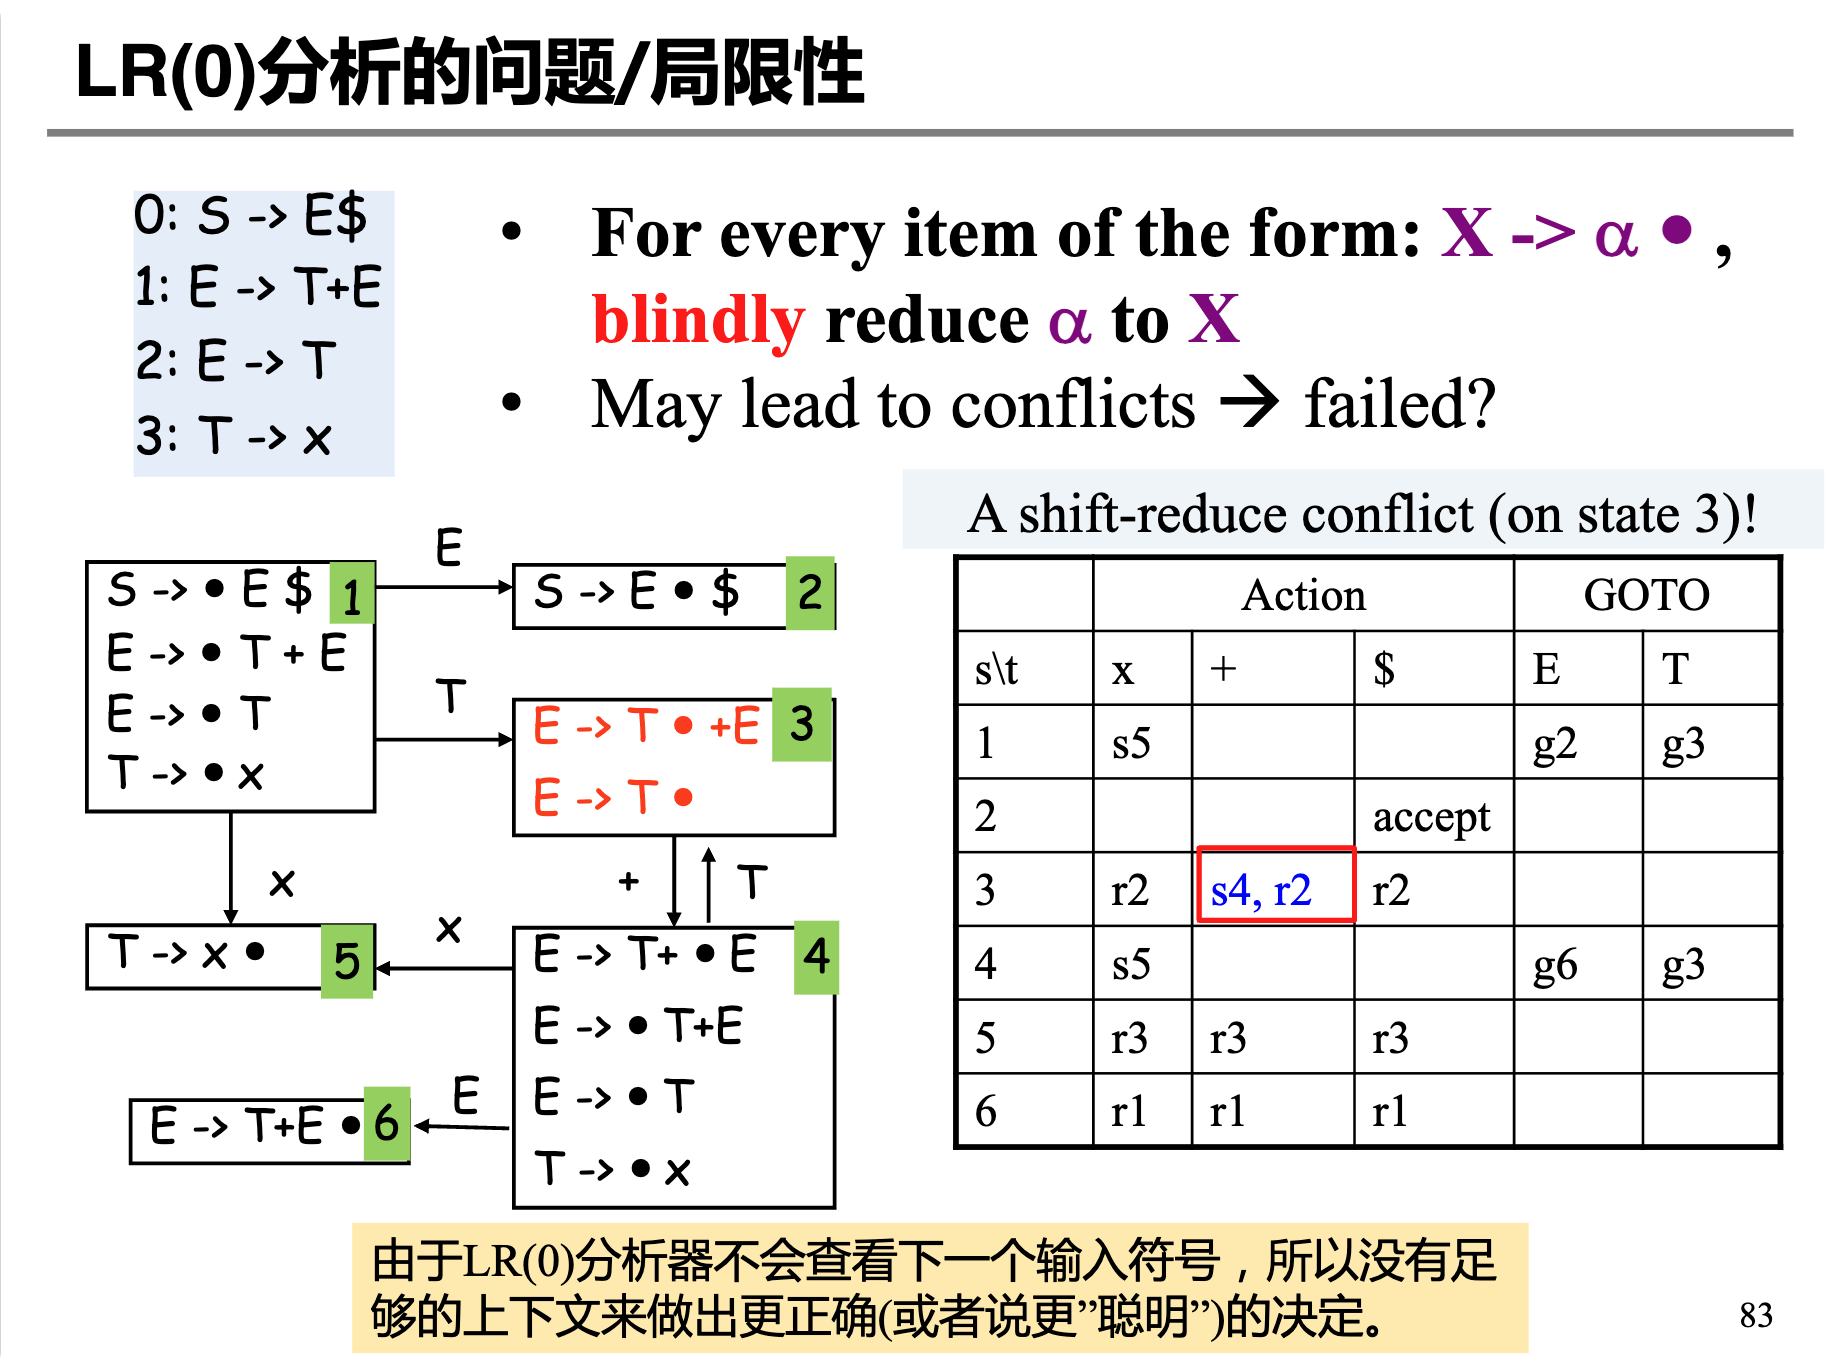 LR(0)分析的问题/局限性
0: S -> E$
1: E -> T+E
2: E -> T
3: T -> x
• For every item of the form: X -> α • ,
blindly reduce α to X
• May lead to conflicts → failed?
A shift-reduce conflict (on state 3)!
S -> • E $ 1
E -> • T + E
E -> • T
T -> • x
E
S -> E • $ 2
T
E -> T • +E 3
E -> T •
x
+
T
T -> x • 5
x
E -> T+ • E 4
E -> • T+E
E -> • T
T -> • x
E
E -> T+E • 6
Action GOTO
s\t x + $ E T
1 s5 g2 g3
2 accept
3 r2 s4, r2 r2
4 s5 g6 g3
5 r3 r3 r3
6 r1 r1 r1
由于LR(0)分析器不会查看下一个输入符号，所以没有足
够的上下文来做出更正确(或者说更”聪明”)的决定。
83